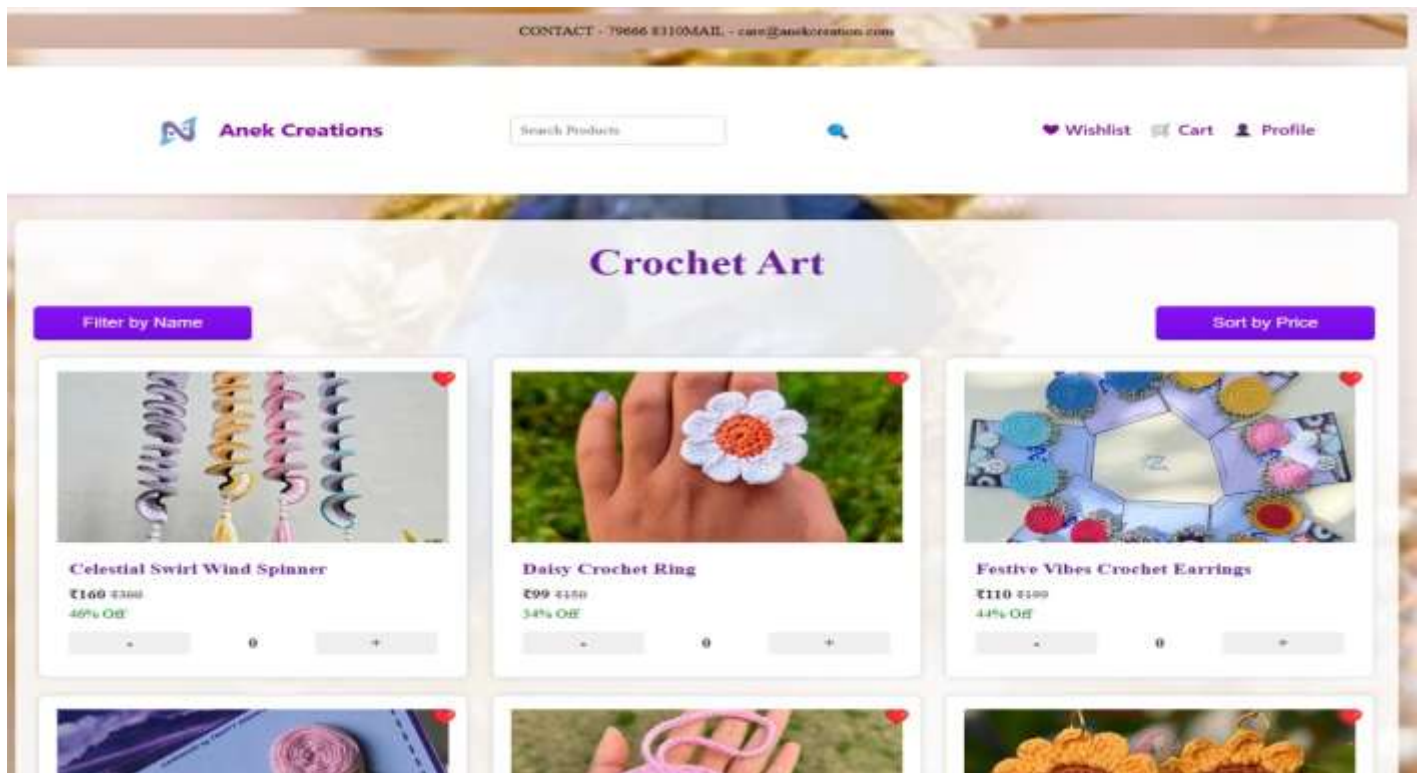 CONTACT - 79666 8310MAIL - care@anekcreation.com
Anek Creations
Search Products
Wishlist Cart Profile
Crochet Art
Filter by Name
Sort by Price
Celestial Swirl Wind Spinner
₹160 ₹300
46% Off
- 0 +
Daisy Crochet Ring
₹99 ₹150
34% Off
- 0 +
Festive Vibes Crochet Earrings
₹110 ₹199
44% Off
- 0 +